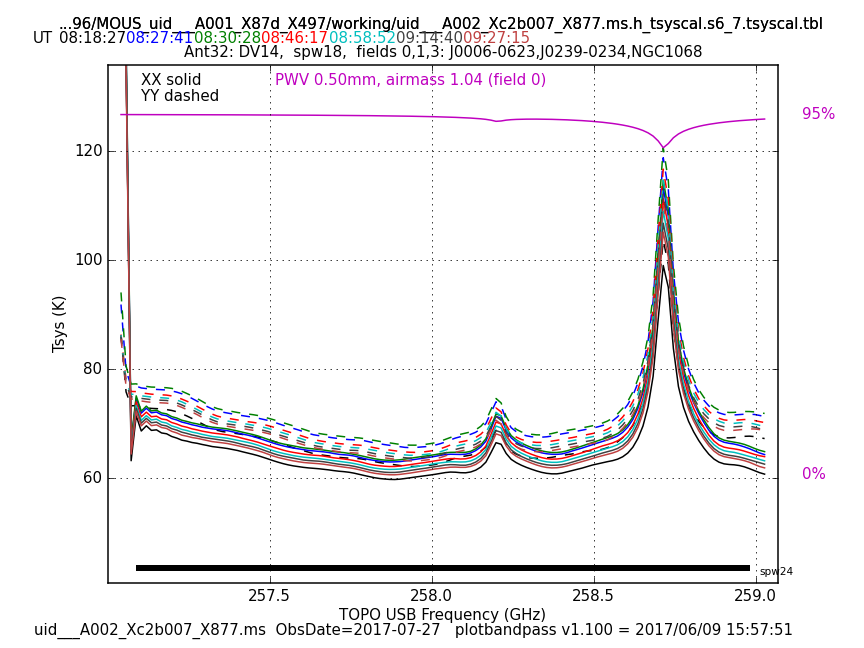 ...96/MOUS_uid___A001_X87d_X497/working/uid___A002_Xc2b007_X877.ms.h_tsyscal.s6_7.tsyscal.tbl
UT 08:18:27 08:27:41 08:30:28 08:46:17 08:58:52 09:14:40 09:27:15
Ant32: DV14, spw18, fields 0,1,3: J0006-0623,J0239-0234,NGC1068
XX solid
YY dashed
PWV 0.50mm, airmass 1.04 (field 0)
95%
120
100
Tsys (K)
80
60
0%
spw24
257.5 258.0 258.5 259.0
TOPO USB Frequency (GHz)
uid___A002_Xc2b007_X877.ms ObsDate=2017-07-27 plotbandpass v1.100 = 2017/06/09 15:57:51